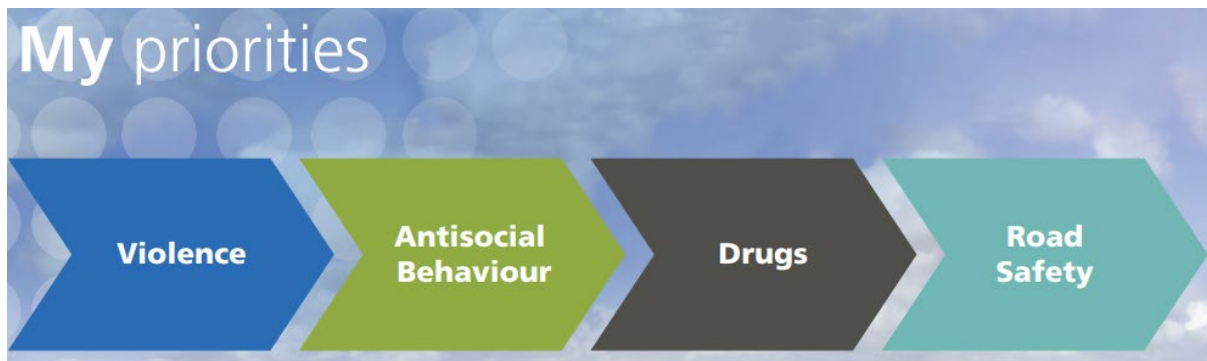 My priorities
Violence
Antisocial
Behaviour
Drugs
Road
Safety